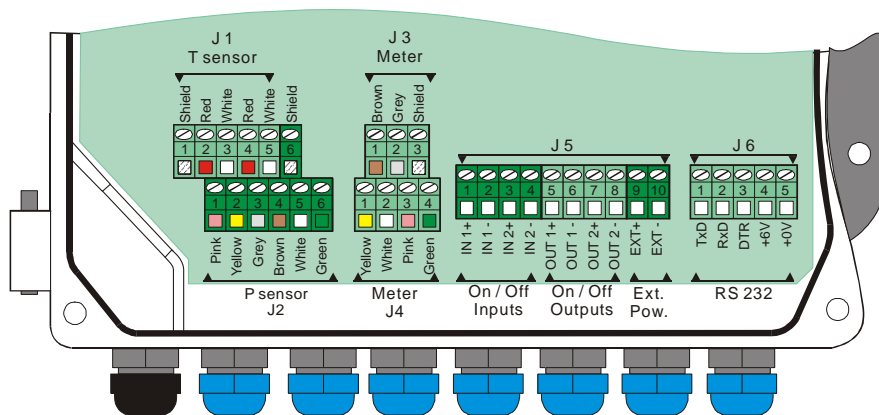 J 1
T sensor
J 3
Meter
Shield Red White Red White Shield
1 2 3 4 5 6
1 2 3 4 5 6
Pink Yellow Grey Brown White Green
P sensor
J2
Brown Grey Shield
1 2 3
1 2 3 4
Yellow White Pink Green
Meter
J4
J 5
1 2 3 4 5 6 7 8 9 10
IN 1+ IN 1 - IN 2+ IN 2 - OUT 1+ OUT 1 - OUT 2+ OUT 2 - EXT+ EXT -
On / Off
Inputs
On / Off
Outputs
Ext.
Pow.
J 6
1 2 3 4 5
TxD RxD DTR +6V +0V
RS 232